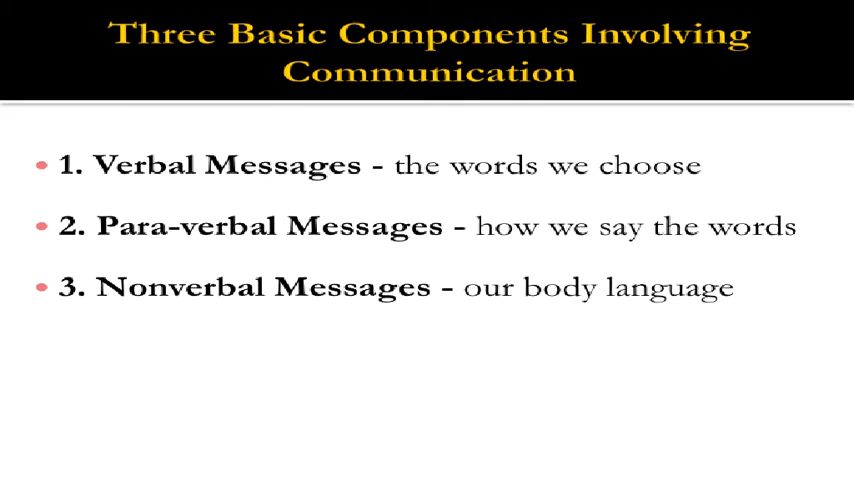 Three Basic Components Involving
Communication
• 1. Verbal Messages - the words we choose
• 2. Para-verbal Messages - how we say the words
• 3. Nonverbal Messages - our body language